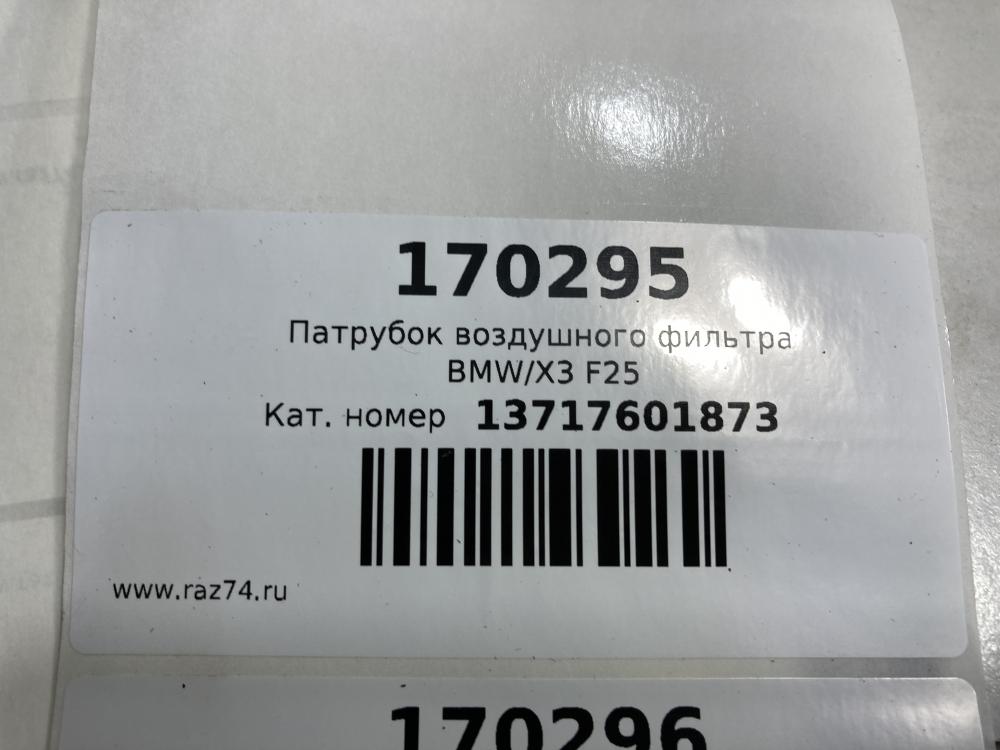 170295
Патрубок воздушного фильтра
BMW/X3 F25
Кат. номер 13717601873
www.raz74.ru
170296